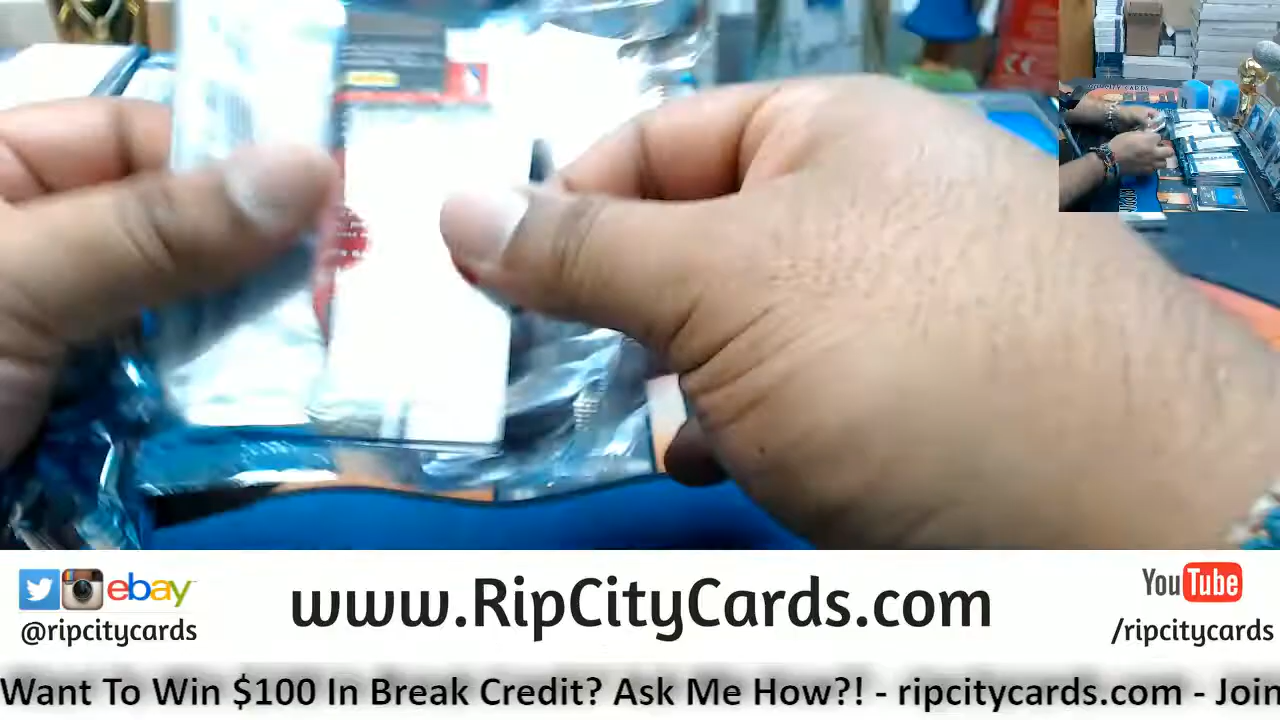 ebay
@ripcitycards
www.RipCityCards.com
YouTube
/ripcitycards
Want To Win $100 In Break Credit? Ask Me How?! - ripcitycards.com - Join